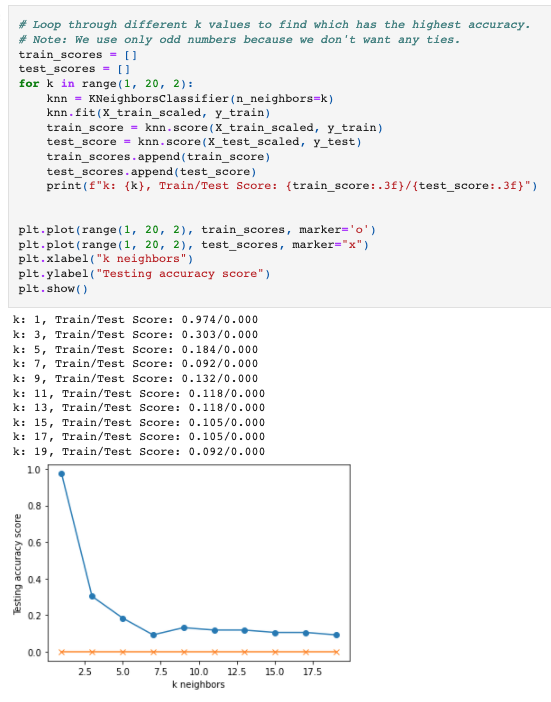 # Loop through different k values to find which has the highest accuracy.
# Note: We use only odd numbers because we don't want any ties.
train_scores = []
test_scores = []
for k in range(1, 20, 2):
    knn = KNeighborsClassifier(n_neighbors=k)
    knn.fit(X_train_scaled, y_train)
    train_score = knn.score(X_train_scaled, y_train)
    test_score = knn.score(X_test_scaled, y_test)
    train_scores.append(train_score)
    test_scores.append(test_score)
    print(f"k: {k}, Train/Test Score: {train_score:.3f}/{test_score:.3f}")
plt.plot(range(1, 20, 2), train_scores, marker='o')
plt.plot(range(1, 20, 2), test_scores, marker="x")
plt.xlabel("k neighbors")
plt.ylabel("Testing accuracy score")
plt.show()
k: 1, Train/Test Score: 0.974/0.000
k: 3, Train/Test Score: 0.303/0.000
k: 5, Train/Test Score: 0.184/0.000
k: 7, Train/Test Score: 0.092/0.000
k: 9, Train/Test Score: 0.132/0.000
k: 11, Train/Test Score: 0.118/0.000
k: 13, Train/Test Score: 0.118/0.000
k: 15, Train/Test Score: 0.105/0.000
k: 17, Train/Test Score: 0.105/0.000
k: 19, Train/Test Score: 0.092/0.000
Testing accuracy score
1.0
0.8
0.6
0.4
0.2
0.0
2.5 5.0 7.5 10.0 12.5 15.0 17.5
k neighbors